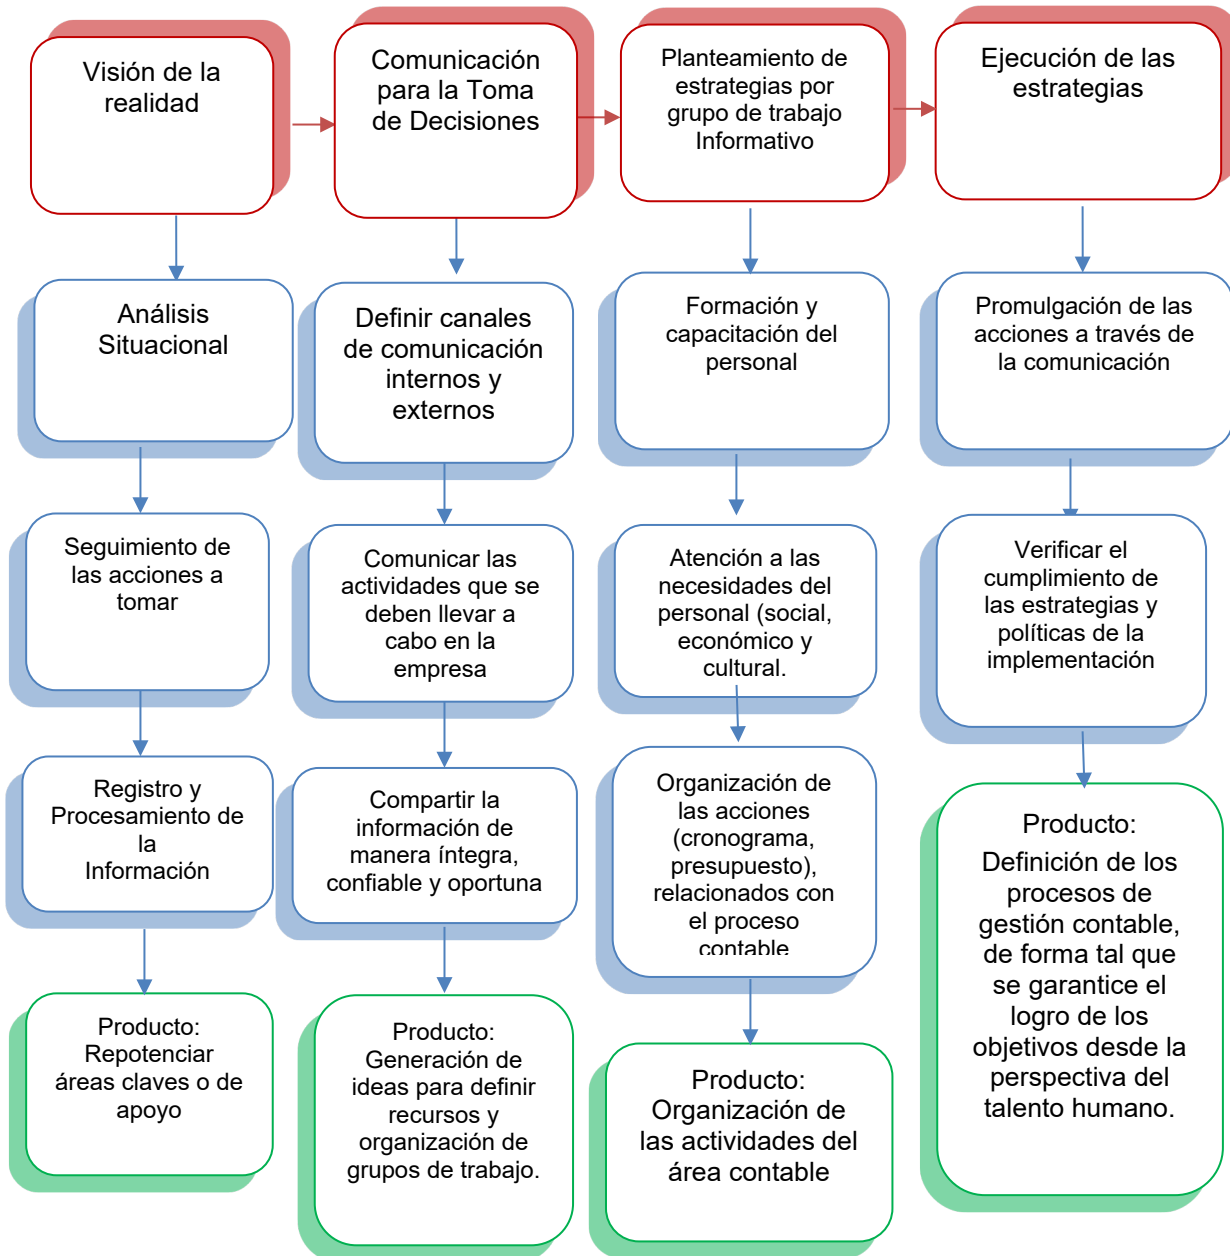 Visión de la
realidad
Comunicación
para la Toma
de Decisiones
Planteamiento de
estrategias por
grupo de trabajo
Informativo
Ejecución de las
estrategias
Análisis
Situacional
Definir canales
de comunicación
internos y
externos
Formación y
capacitación del
personal
Promulgación de las
acciones a través de
la comunicación
Seguimiento de
las acciones a
tomar
Comunicar las
actividades que se
deben llevar a
cabo en la
empresa
Atención a las
necesidades del
personal (social,
económico y
cultural.
Verificar el
cumplimiento de
las estrategias y
políticas de la
implementación
Registro y
Procesamiento de
la
Información
Compartir la
información de
manera íntegra,
confiable y oportuna
Organización de
las acciones
(cronograma,
presupuesto),
relacionados con
el proceso
contable
Producto:
Definición de los
procesos de
gestión contable,
de forma tal que
se garantice el
logro de los
objetivos desde la
perspectiva del
talento humano.
Producto:
Repotenciar
áreas claves o de
apoyo
Producto:
Generación de
ideas para definir
recursos y
organización de
grupos de trabajo.
Producto:
Organización de
las actividades del
área contable